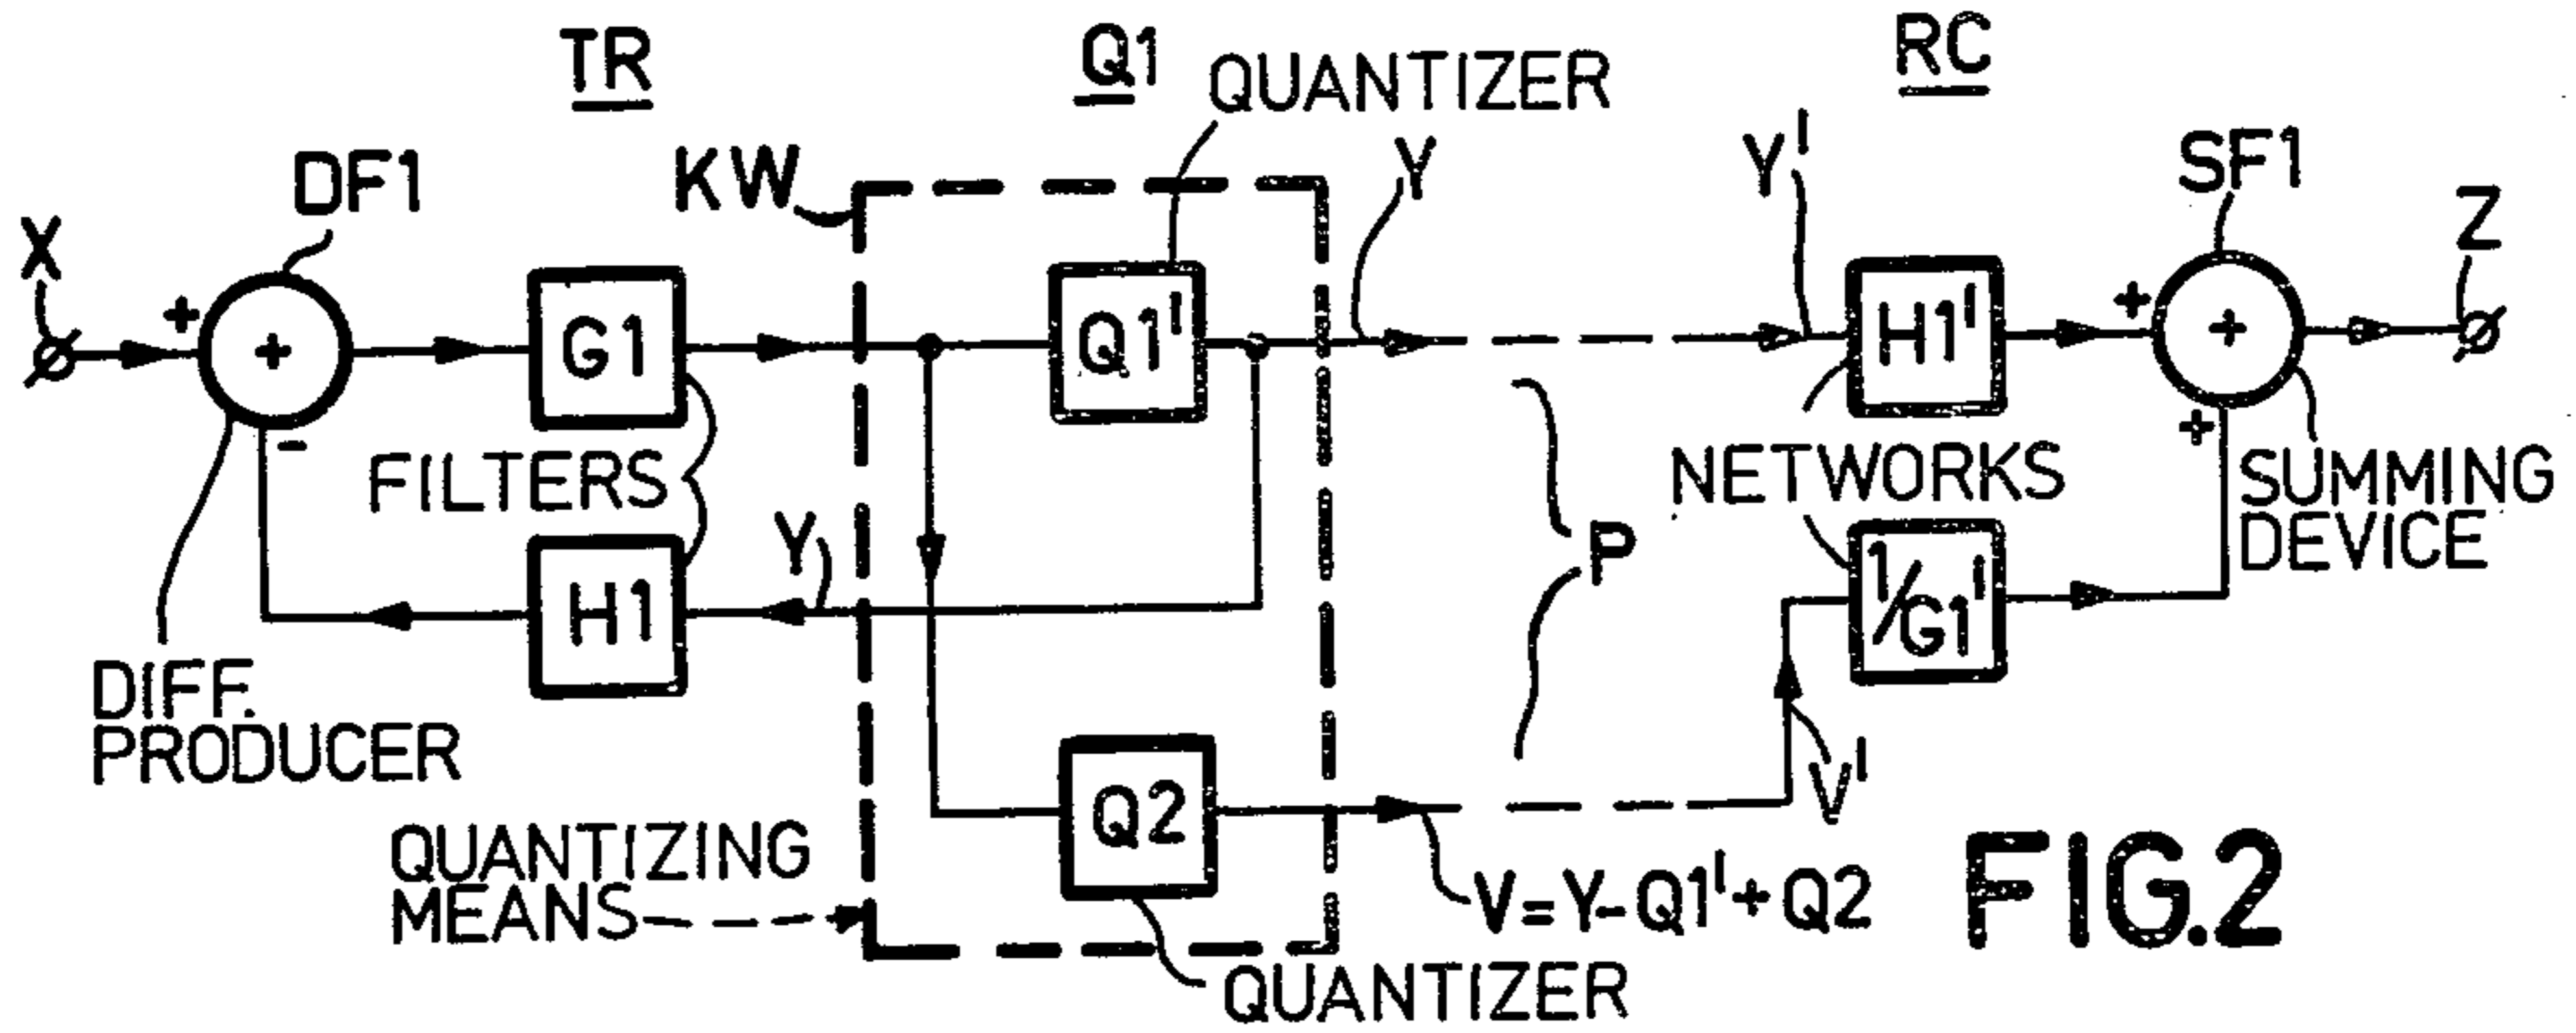 TR
Q1
QUANTIZER
RC
DF1
KW
Y
Y'
SF1
X
Z
+
+
G1
Q1'
H1'
+
+
-
+
FILTERS
NETWORKS
SUMMING
DEVICE
Y
P
H1
1/G1'
DIFF.
PRODUCER
Q2
V'
QUANTIZING
MEANS
V=Y-Q1'+Q2
QUANTIZER
FIG.2